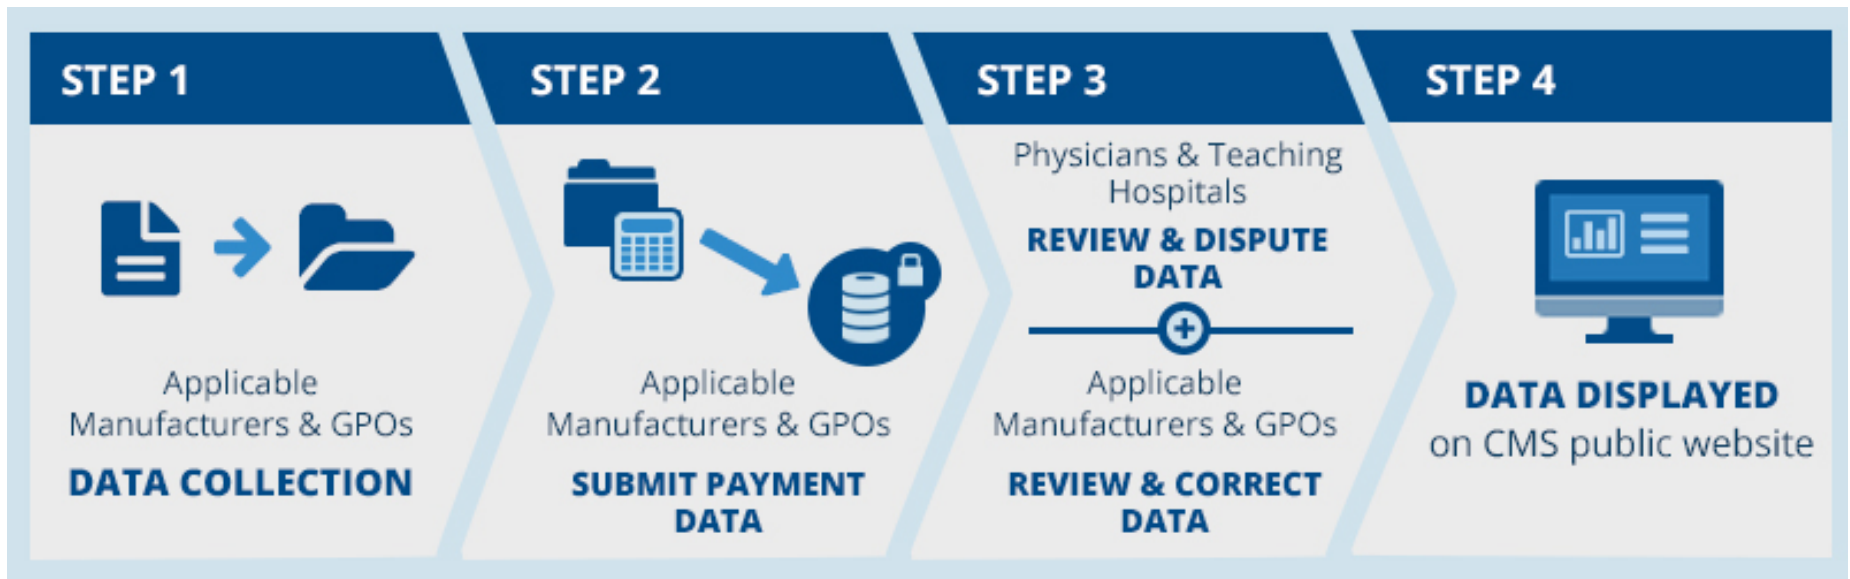 STEP 1
Applicable
Manufacturers & GPOs
DATA COLLECTION
STEP 2
Applicable
Manufacturers & GPOs
SUBMIT PAYMENT
DATA
STEP 3
Physicians & Teaching
Hospitals
REVIEW & DISPUTE
DATA
Applicable
Manufacturers & GPOs
REVIEW & CORRECT
DATA
STEP 4
DATA DISPLAYED
on CMS public website